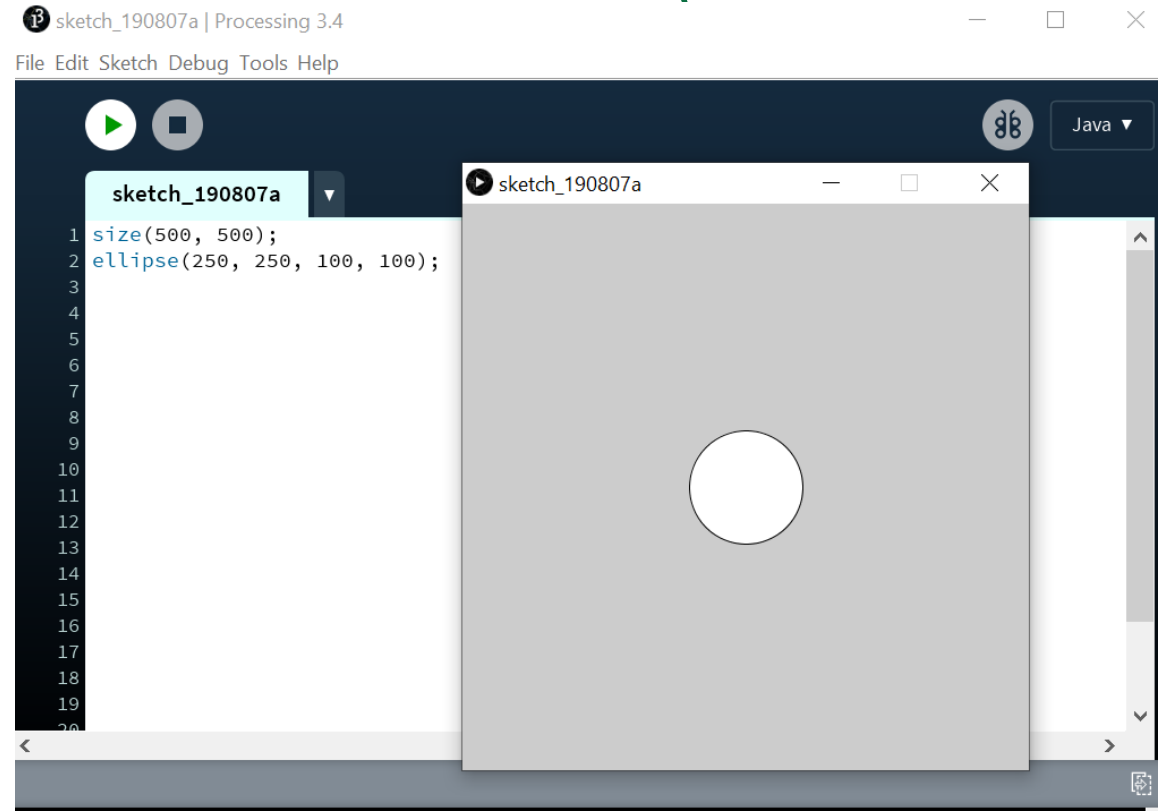 sketch_190807a | Processing 3.4
File Edit Sketch Debug Tools Help
Java ▼
sketch_190807a ▼
sketch_190807a
1 size(500, 500);
2 ellipse(250, 250, 100, 100);
3
4
5
6
7
8
9
10
11
12
13
14
15
16
17
18
19
20